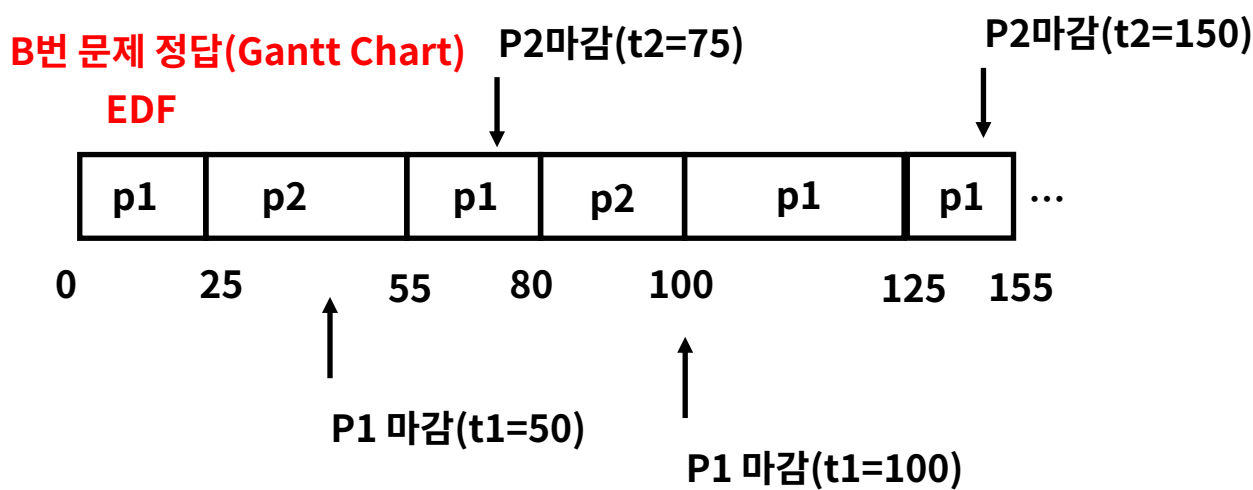 B번 문제 정답(Gantt Chart)
EDF
P2마감(t2=75)
P2마감(t2=150)
p1 p2 p1 p2 p1 p1 ...
0 25 55 80 100 125 155
P1 마감(t1=50)
P1 마감(t1=100)